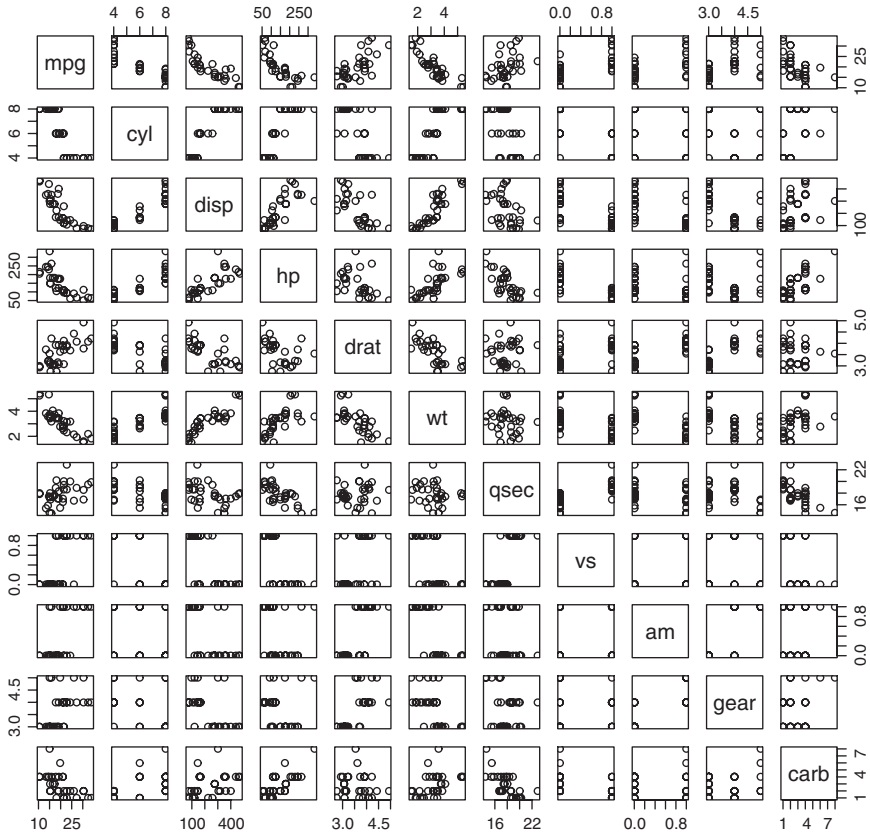 4 6 8 50 250 2 4 0.0 0.8 3.0 4.5
mpg 10 25
4 6 8 cyl
disp 100
50 250 hp
drat 3.0 5.0
2 4 wt
qsec 16 22
0.0 0.8 vs
am 0.0 0.8
3.0 4.5 gear
carb 1 4 7
10 25 100 400 3.0 4.5 16 22 0.0 0.8 1 4 7